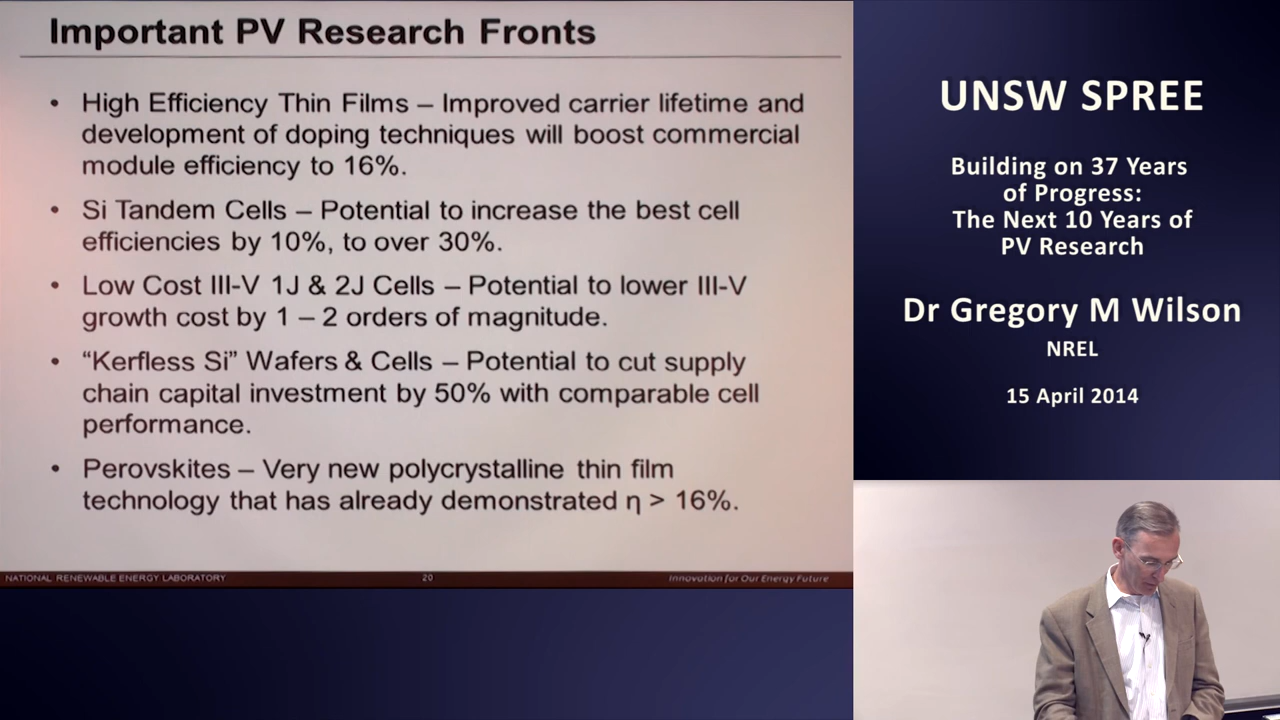 Important PV Research Fronts
• High Efficiency Thin Films – Improved carrier lifetime and
development of doping techniques will boost commercial
module efficiency to 16%.
• Si Tandem Cells – Potential to increase the best cell
efficiencies by 10%, to over 30%.
• Low Cost III-V 1J & 2J Cells – Potential to lower III-V
growth cost by 1 – 2 orders of magnitude.
• “Kerfless Si” Wafers & Cells – Potential to cut supply
chain capital investment by 50% with comparable cell
performance.
• Perovskites – Very new polycrystalline thin film
technology that has already demonstrated η > 16%.
NATIONAL RENEWABLE ENERGY LABORATORY
20
Innovation for Our Energy Future
UNSW SPREE
Building on 37 Years
of Progress:
The Next 10 Years of
PV Research
Dr Gregory M Wilson
NREL
15 April 2014